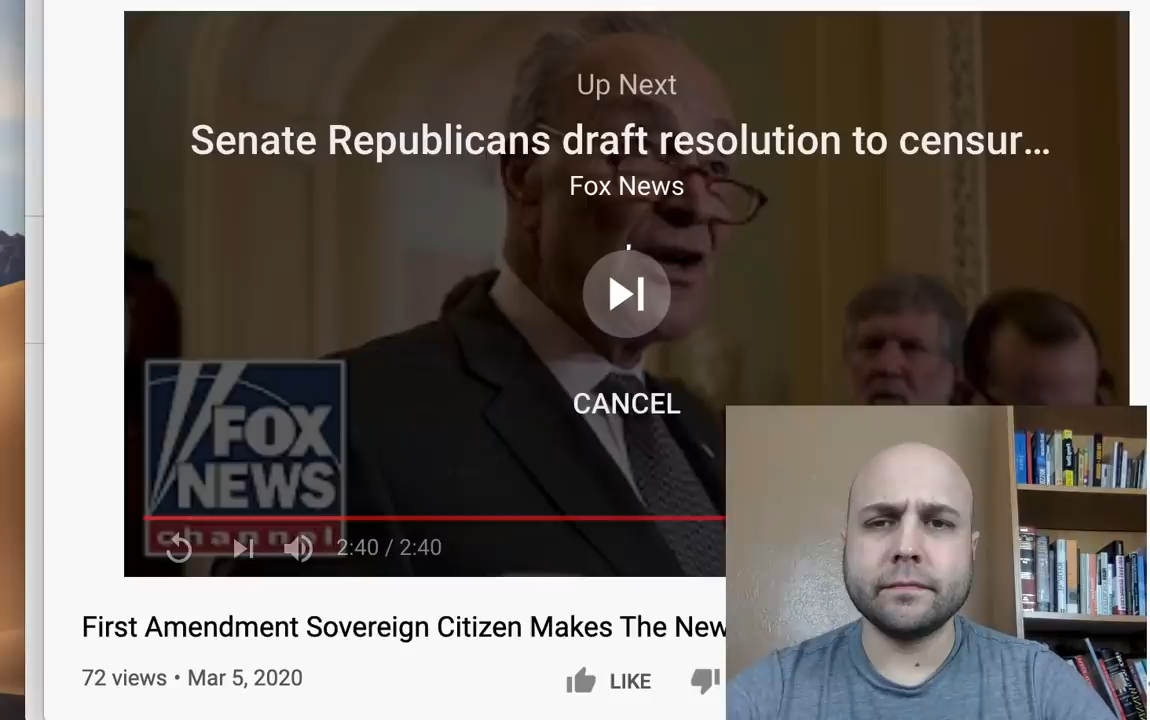 Up Next
Senate Republicans draft resolution to censur...
Fox News
CANCEL
FOX
NEWS
channel
2:40 / 2:40
First Amendment Sovereign Citizen Makes The New
72 views • Mar 5, 2020
LIKE